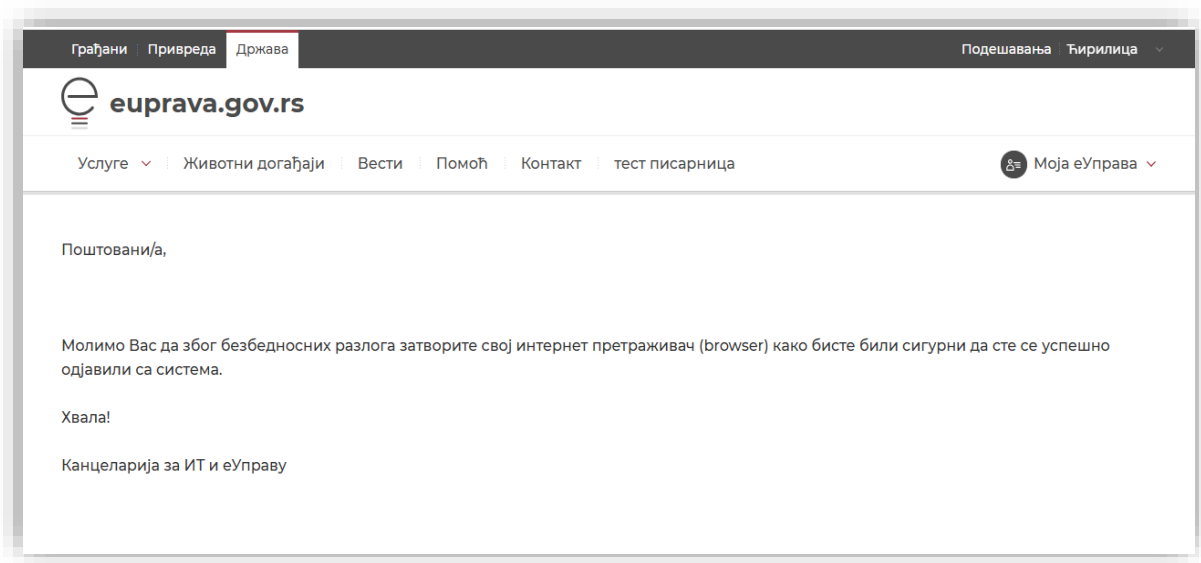 Грађани Привреда Држава Подешавања Ћирилица
euprava.gov.rs
Услуге Животни догађаји Вести Помоћ Контакт тест писарница Моја еУправа
Поштовани/а,
Молимо Вас да због безбедносних разлога затворите свој интернет претраживач (browser) како бисте били сигурни да сте се успешно
одјавили са система.
Хвала!
Канцеларија за ИТ и еУправу